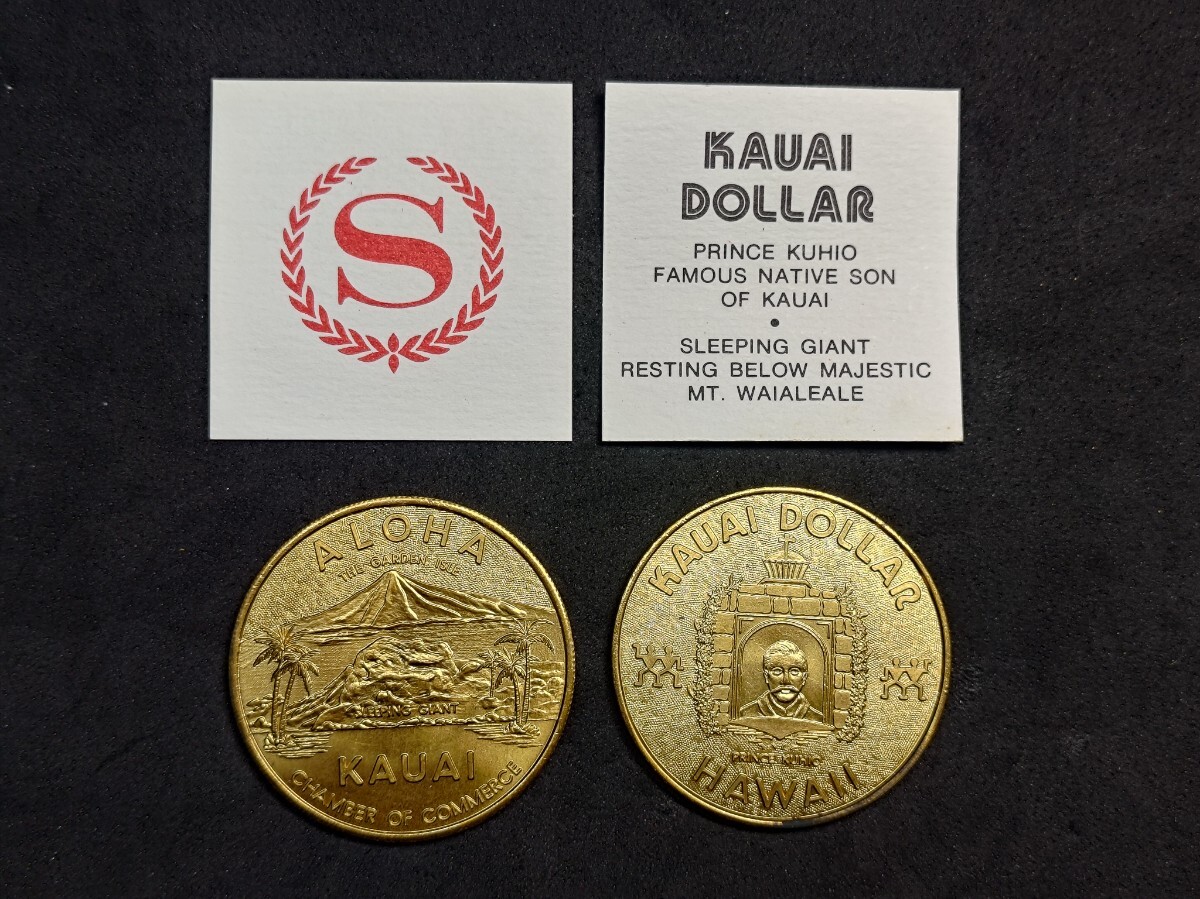 S
KAUAI
DOLLAR
PRINCE KUHIO
FAMOUS NATIVE SON
OF KAUAI
•
SLEEPING GIANT
RESTING BELOW MAJESTIC
MT. WAIALEALE
ALOHA
THE GARDEN ISLE
SLEEPING GIANT
KAUAI
CHAMBER OF COMMERCE
KAUAI DOLLAR
PRINCE KUHIO
HAWAII